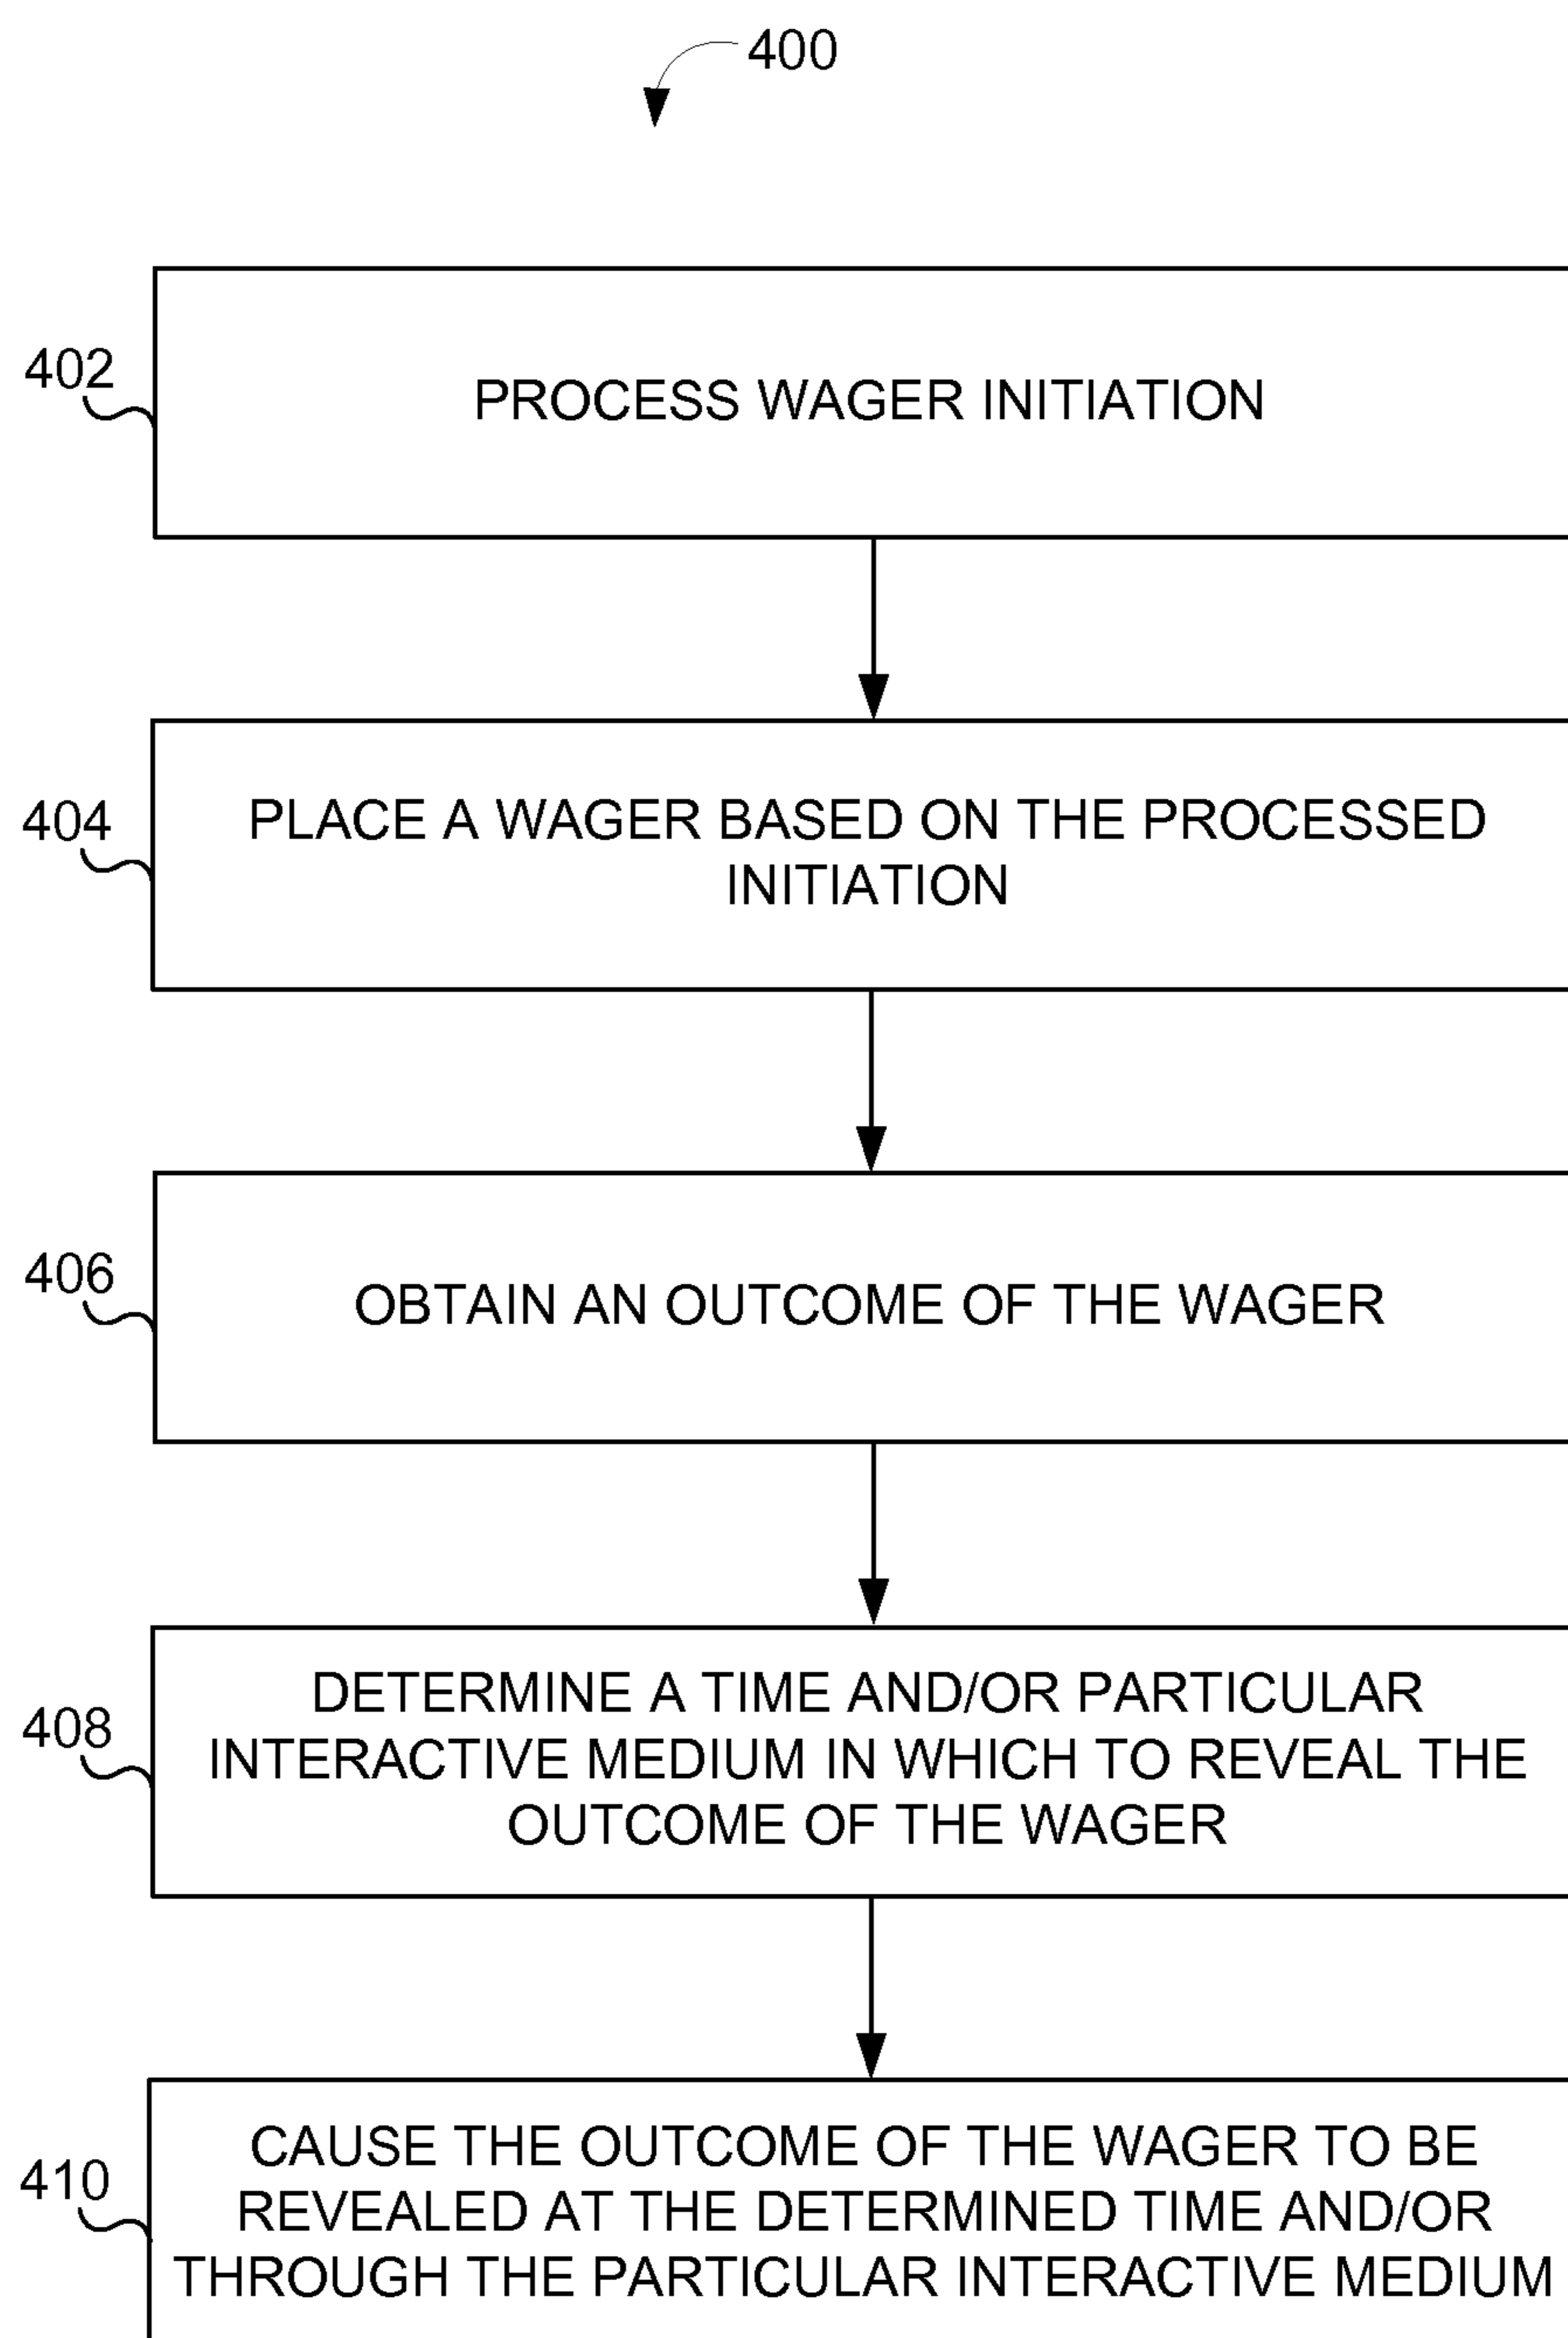 400
402
PROCESS WAGER INITIATION
404
PLACE A WAGER BASED ON THE PROCESSED
INITIATION
406
OBTAIN AN OUTCOME OF THE WAGER
408
DETERMINE A TIME AND/OR PARTICULAR
INTERACTIVE MEDIUM IN WHICH TO REVEAL THE
OUTCOME OF THE WAGER
410
CAUSE THE OUTCOME OF THE WAGER TO BE
REVEALED AT THE DETERMINED TIME AND/OR
THROUGH THE PARTICULAR INTERACTIVE MEDIUM